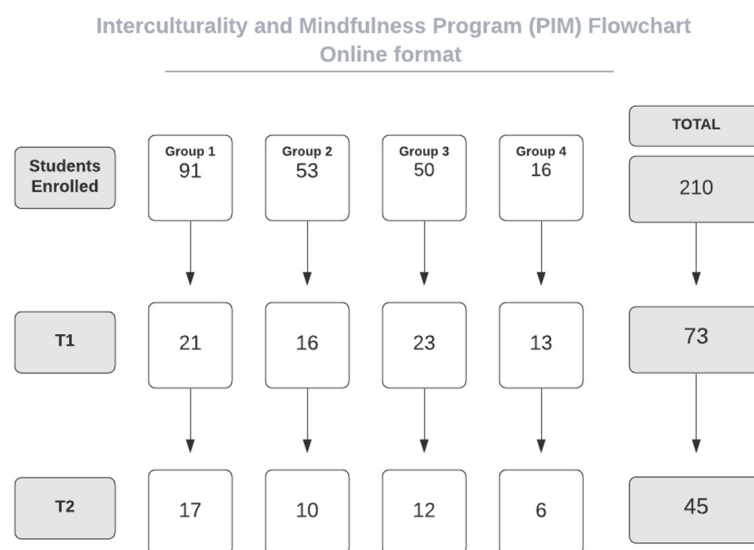 Interculturality and Mindfulness Program (PIM) Flowchart
Online format
TOTAL
Students
Enrolled
Group 1
91
Group 2
53
Group 3
50
Group 4
16
210
T1
21
16
23
13
73
T2
17
10
12
6
45